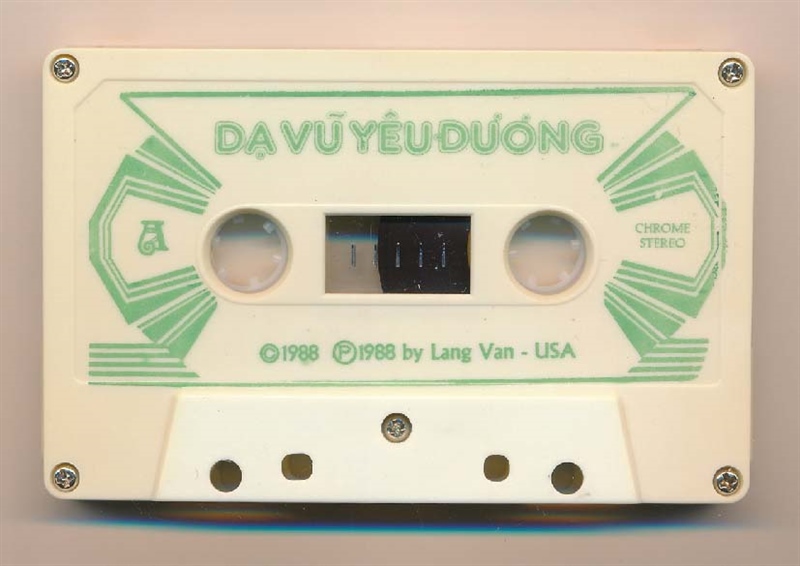 DẠ VŨ YÊU ĐƯƠNG
A
CHROME
STEREO
©1988 ℗1988 by Lang Van - USA